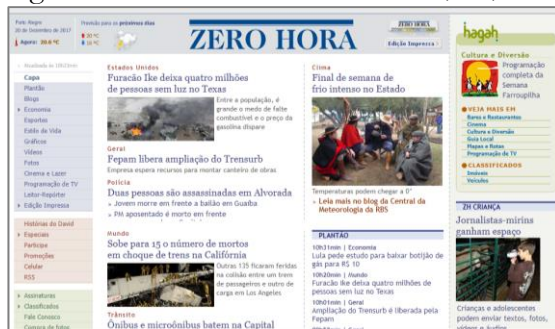 Porto Alegre
20 de Dezembro de 2017
Agora: 30.6 ºC
Previsão para os próximos dias
ZERO HORA
ZERO HORA
Edição Impressa
hagah
Cultura e Diversão
Programação
completa da
Semana
Farroupilha
VEJA MAIS EM
Bares e Restaurantes
Cinema
Cultura e Diversão
Guia Local
Mapas e Rotas
Programação de TV
CLASSIFICADOS
Imóveis
Veículos
Capa
Plantão
Blogs
Economia
Esportes
Estilo de Vida
Gráficos
Vídeos
Fotos
Cinema e Lazer
Programação de TV
Leitor-Repórter
Edição Impressa
Histórias do David
Especiais
Participe
Promoções
Celular
RSS
Assinaturas
Classificados
Fale Conosco
Compra de fotos
Estados Unidos
Furacão Ike deixa quatro milhões
de pessoas sem luz no Texas
Entre a população, é
grande o medo de falte
combustível e o preço da
gasolina dispare
Geral
Fepam libera ampliação do Trensurb
Empresa espera recursos para montar canteiro de obras
Polícia
Duas pessoas são assassinadas em Alvorada
» Jovem morre em frente a bailão em Guaíba
» PM aposentado é morto em frente
Mundo
Sobe para 15 o número de mortos
em choque de trens na Califórnia
Outras 135 ficaram feridas
na colisão entre um trem
de passageiros e outro de
carga em Los Angeles
Trânsito
Ônibus e microônibus batem na Capital
Clima
Final de semana de
frio intenso no Estado
Temperaturas podem chegar a 0º
» Leia mais no blog da Central da
Meteorologia da RBS
PLANTÃO
10h31min | Economia
Lula pede estudo para baixar botijão de
gás para R$ 10
10h20min | Mundo
Furacão Ike deixa quatro milhões de
pessoas sem luz no Texas
10h01min | Geral
Ampliação do Trensurb é liberada pela
Fepam
ZH CRIANÇA
Jornalistas-mirins
ganham espaço
Crianças e adolescentes
podem enviar textos, fotos,
vídeos e áudios